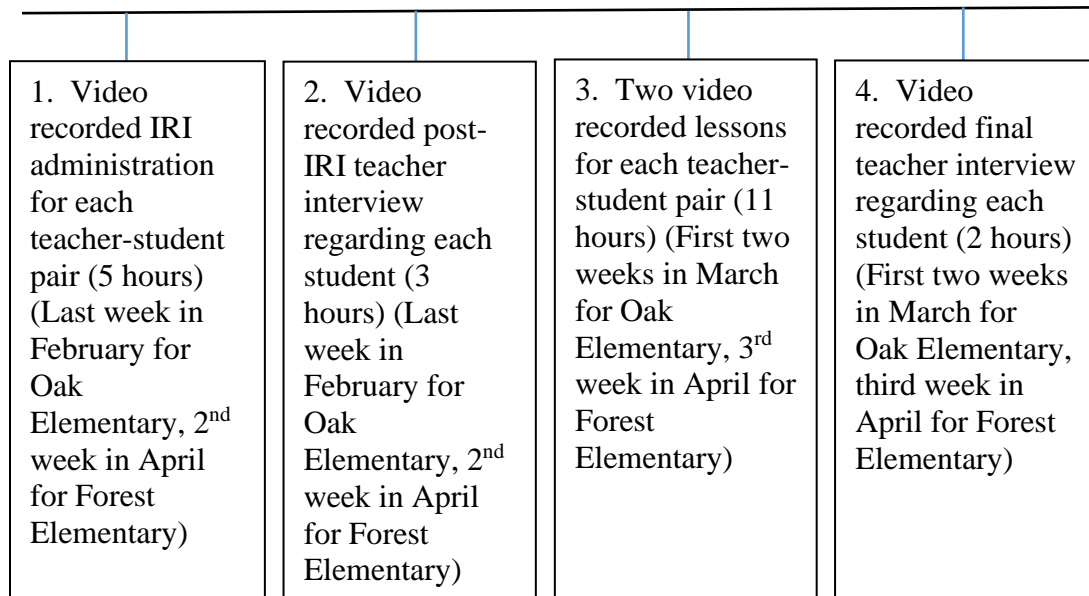 1. Video
recorded IRI
administration
for each
teacher-student
pair (5 hours)
(Last week in
February for
Oak
Elementary, 2nd
week in April
for Forest
Elementary)
2. Video
recorded post-
IRI teacher
interview
regarding each
student (3
hours) (Last
week in
February for
Oak
Elementary, 2nd
week in April
for Forest
Elementary)
3. Two video
recorded lessons
for each teacher-
student pair (11
hours) (First two
weeks in March
for Oak
Elementary, 3rd
week in April for
Forest
Elementary)
4. Video
recorded final
teacher interview
regarding each
student (2 hours)
(First two weeks
in March for
Oak Elementary,
third week in
April for Forest
Elementary)